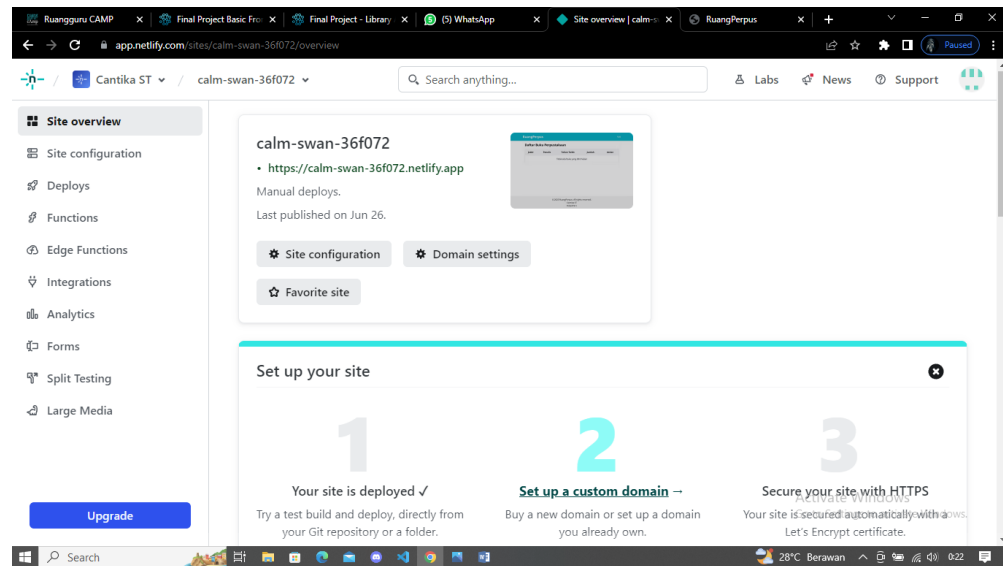 Ruangguru CAMP
Final Project Basic Fro
Final Project - Library
(5) WhatsApp
Site overview | calm-s
RuangPerpus
app.netlify.com/sites/calm-swan-36f072/overview
Paused
Cantika ST / calm-swan-36f072
Search anything...
Labs
News
Support
Site overview
Site configuration
Deploys
Functions
Edge Functions
Integrations
Analytics
Forms
Split Testing
Large Media
Upgrade
calm-swan-36f072
https://calm-swan-36f072.netlify.app
Manual deploys.
Last published on Jun 26.
Site configuration
Domain settings
Favorite site
Set up your site
1
Your site is deployed ✓
Try a test build and deploy, directly from
your Git repository or a folder.
2
Set up a custom domain →
Buy a new domain or set up a domain
you already own.
3
Secure your site with HTTPS
Your site is secured automatically with a
Let's Encrypt certificate.
Activate Windows
Search
28°C Berawan
0:22